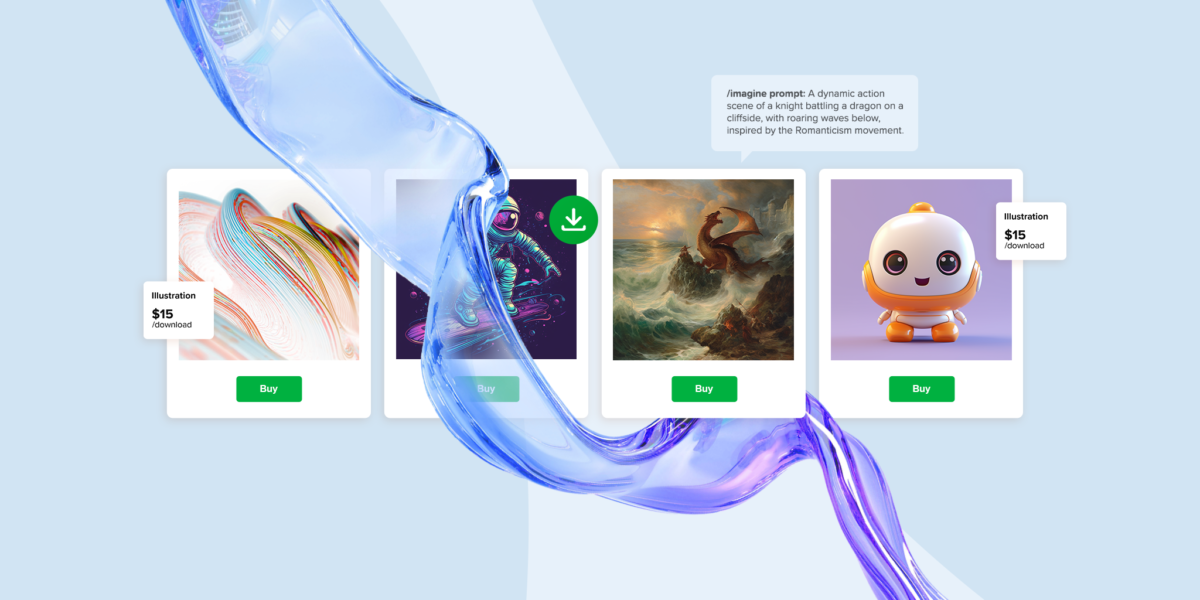 /imagine prompt: A dynamic action
scene of a knight battling a dragon on a
cliffside, with roaring waves below,
inspired by the Romanticism movement.
Illustration
$15
/download
Illustration
$15
/download
Buy
Buy
Buy
Buy